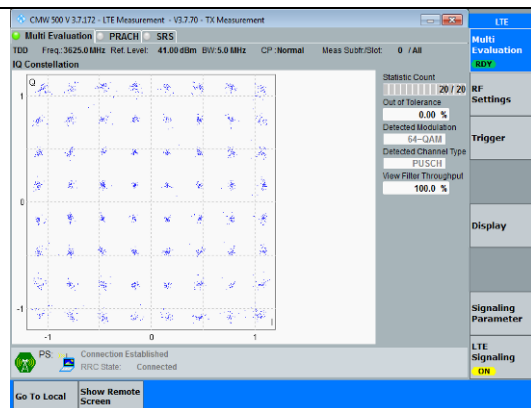 CMW 500 V 3.7.172 - LTE Measurement - V3.7.70 - TX Measurement
LTE
Multi Evaluation PRACH SRS
Multi
Evaluation
RDY
TDD Freq.:3625.0 MHz Ref. Level: 41.00 dBm BW:5.0 MHz CP :Normal Meas Subfr./Slot: 0 / All
IQ Constellation
Q
I
1
0
-1
-1
0
1
Statistic Count
20 / 20
Out of Tolerance
0.00 %
Detected Modulation
64-QAM
Detected Channel Type
PUSCH
View Filter Throughput
100.0 %
RF
Settings
Trigger
Display
Signaling
Parameter
LTE
Signaling
ON
PS: Connection Established
RRC State: Connected
Go To Local
Show Remote
Screen